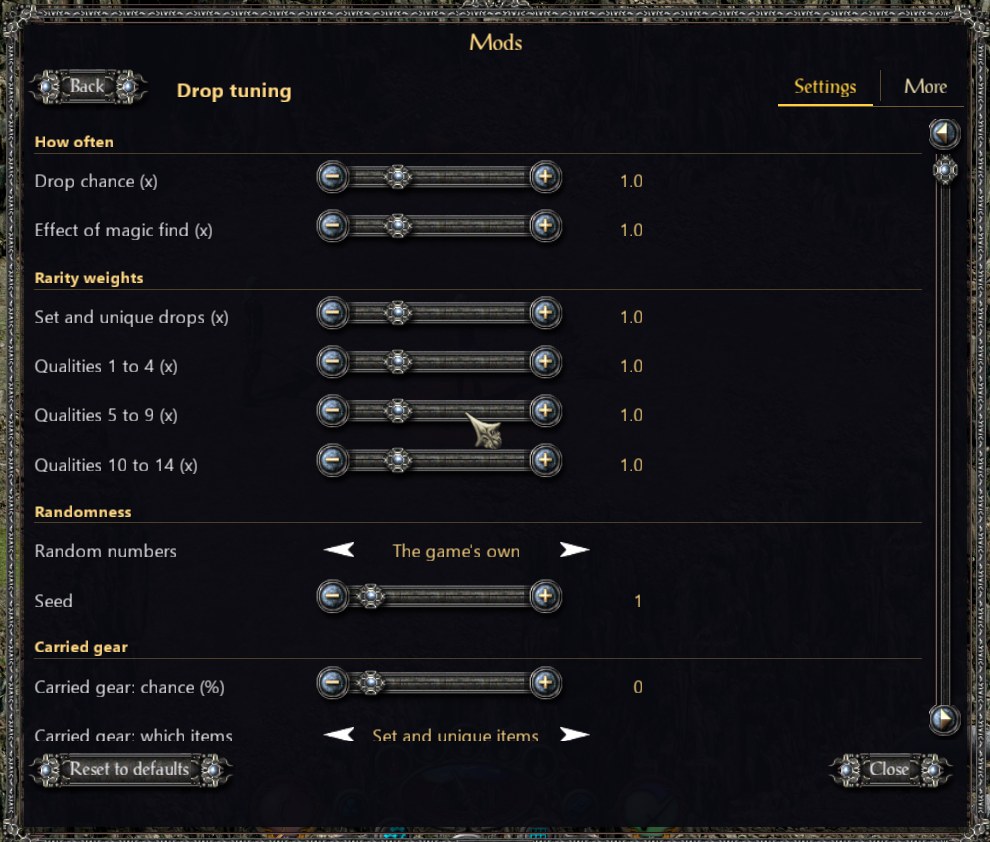 Mods
Back
Drop tuning
Settings
More
How often
Drop chance (x)
1.0
Effect of magic find (x)
1.0
Rarity weights
Set and unique drops (x)
1.0
Qualities 1 to 4 (x)
1.0
Qualities 5 to 9 (x)
1.0
Qualities 10 to 14 (x)
1.0
Randomness
Random numbers
The game's own
Seed
1
Carried gear
Carried gear: chance (%)
0
Carried gear: which items
Set and unique items
Reset to defaults
Close